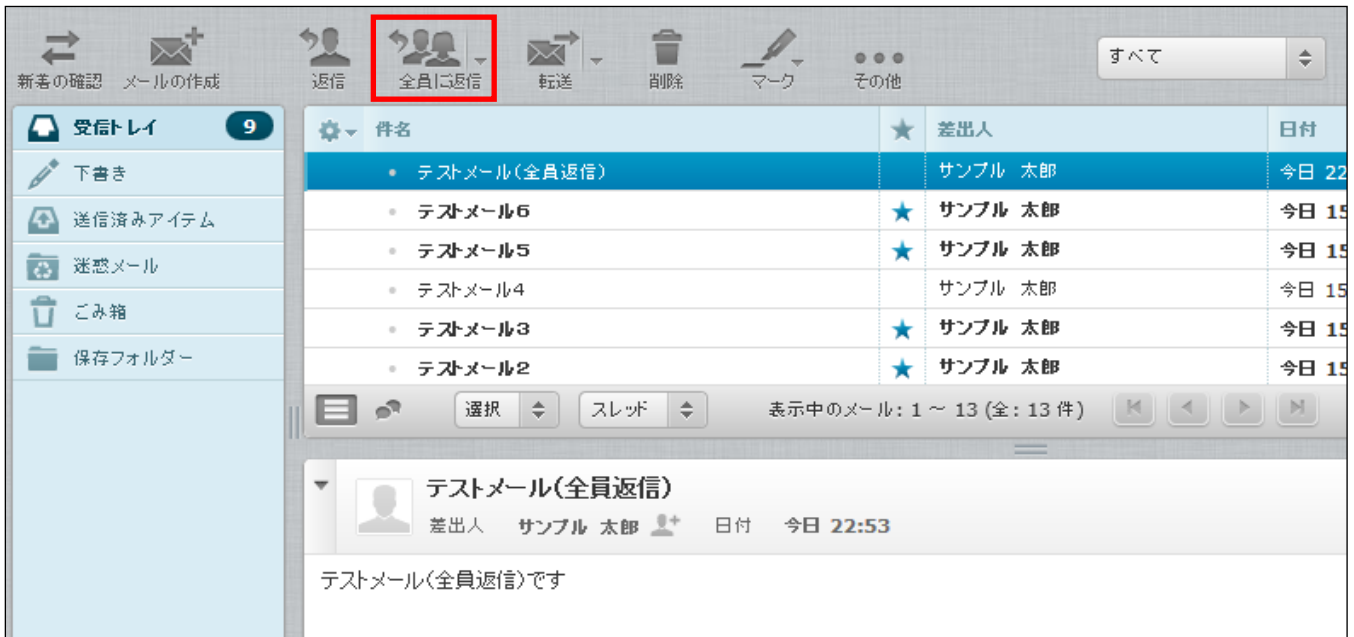 新着の確認 メールの作成 返信 全員に返信 転送 削除 マーク その他 すべて
受信トレイ 9
下書き
送信済みアイテム
迷惑メール
ごみ箱
保存フォルダー
件名 差出人 日付
テストメール(全員返信) サンプル 太郎 今日 22
テストメール6 サンプル 太郎 今日 15
テストメール5 サンプル 太郎 今日 15
テストメール4 サンプル 太郎 今日 15
テストメール3 サンプル 太郎 今日 15
テストメール2 サンプル 太郎 今日 15
選択 スレッド 表示中のメール: 1 ~ 13 (全: 13 件)
テストメール(全員返信)
差出人 サンプル 太郎 日付 今日 22:53
テストメール(全員返信)です